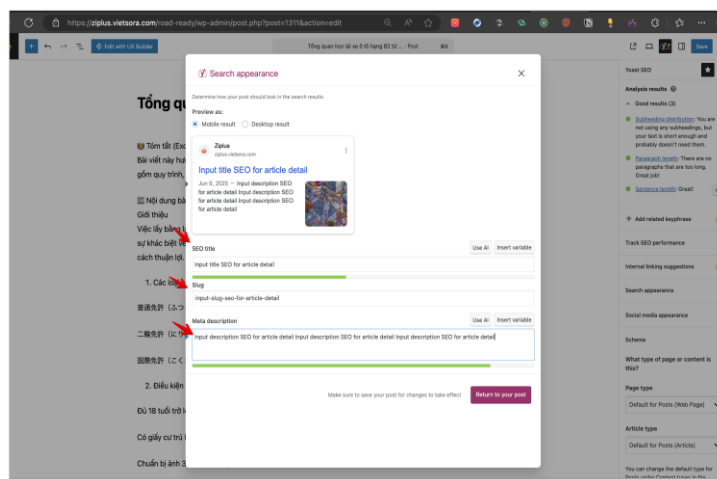 https://ziplus.vietsora.com/road-ready/wp-admin/post.php?post=1311&action=edit
Edit with UX Builder
Tổng quan học lái xe ô tô hạng B2 từ ... · Post
⌘K
Save
Search appearance
Determine how your post should look in the search results.
Preview as:
Mobile result
Desktop result
Ziplus
ziplus.vietsora.com
Input title SEO for article detail
Jun 6, 2025 — Input description SEO
for article detail Input description SEO
for article detail Input description SEO
for article detail
SEO title
Use AI
Insert variable
Input title SEO for article detail
Slug
input-slug-seo-for-article-detail
Meta description
Use AI
Insert variable
Input description SEO for article detail Input description SEO for article detail Input description SEO for article detail
Make sure to save your post for changes to take effect
Return to your post
Tổng qu
Tóm tắt (Exc
Bài viết này hư
gồm quy trình,
Nội dung bà
Giới thiệu
Việc lấy bằng l
sự khác biệt về
cách thuận lợi.
1. Các lo
普通免許 (ふつ
二輪免許 (にり
国際免許 (こく
2. Điều kiện
Đủ 18 tuổi trở l
Có giấy cư trú
Chuẩn bị ảnh 3
Yoast SEO
Analysis results
Good results (3)
Subheading distribution: You are
not using any subheadings, but
your text is short enough and
probably doesn't need them.
Paragraph length: There are no
paragraphs that are too long.
Great job!
Sentence length: Great!
Add related keyphrase
Track SEO performance
Internal linking suggestions
Search appearance
Social media appearance
Schema
What type of page or content is
this?
Page type
Default for Posts (Web Page)
Article type
Default for Posts (Article)
You can change the default type for
Posts under Content types in the